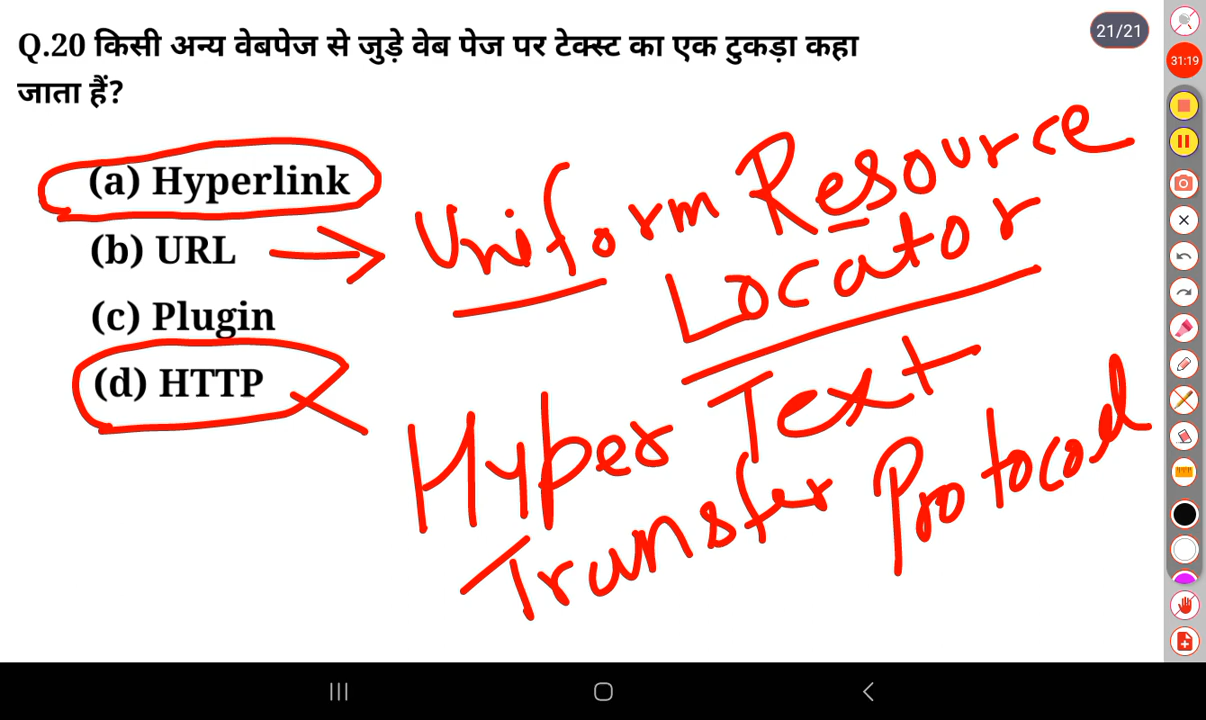 21/21
Q.20 किसी अन्य वेबपेज से जुड़े वेब पेज पर टेक्स्ट का एक टुकड़ा कहा
जाता हैं?
31:19
(a) Hyperlink
(b) URL
Uniform Resource
Locator
(c) Plugin
(d) HTTP
Hyper Text
Transfer Protocol